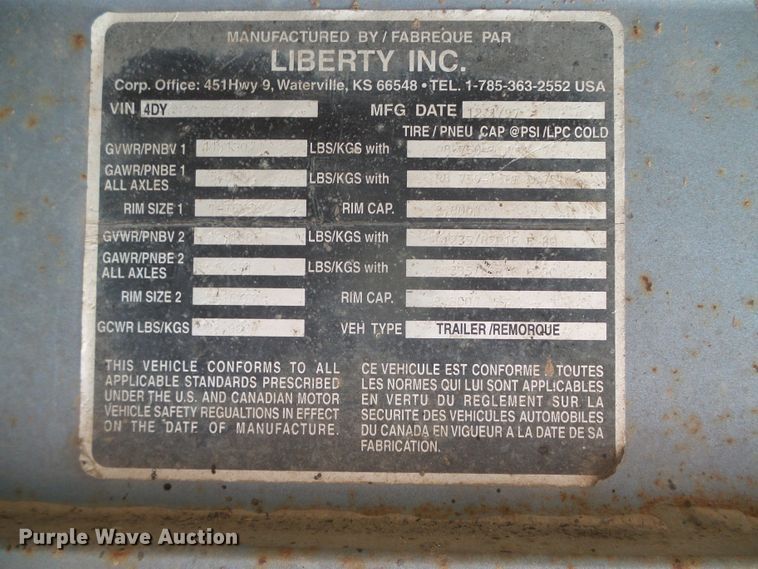 MANUFACTURED BY / FABREQUE PAR
LIBERTY INC.
Corp. Office: 451Hwy 9, Waterville, KS 66548 • TEL. 1-785-363-2552 USA
VIN 4DY MFG DATE
TIRE / PNEU CAP @PSI /LPC COLD
GVWR/PNBV 1 LBS/KGS with
GAWR/PNBE 1
ALL AXLES LBS/KGS with
RIM SIZE 1 RIM CAP.
GVWR/PNBV 2 LBS/KGS with
GAWR/PNBE 2
ALL AXLES LBS/KGS with
RIM SIZE 2 RIM CAP.
GCWR LBS/KGS VEH TYPE TRAILER /REMORQUE
THIS VEHICLE CONFORMS TO ALL
APPLICABLE STANDARDS PRESCRIBED
UNDER THE U.S. AND CANADIAN MOTOR
VEHICLE SAFETY REGUALTIONS IN EFFECT
ON THE DATE OF MANUFACTURE.
CE VEHICULE EST CONFORME TOUTES
LES NORMES QUI LUI SONT APPLICABLES
EN VERTU DU REGLEMENT SUR LA
SECURITE DES VEHICULES AUTOMOBILES
DU CANADA EN VIGUEUR A LA DATE DE SA
FABRICATION.
Purple Wave Auction